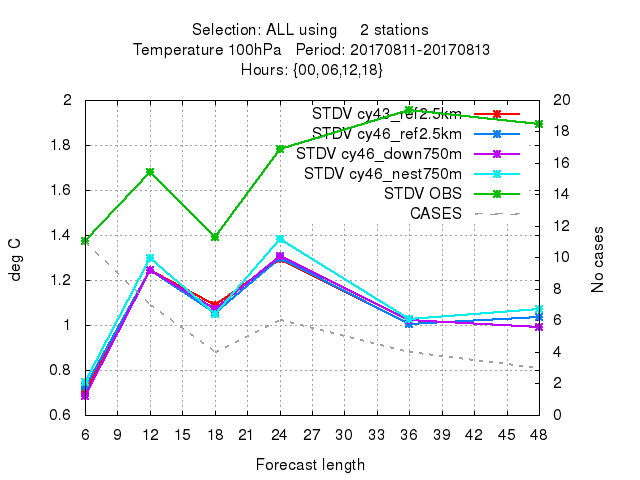 Selection: ALL using 2 stations
Temperature 100hPa Period: 20170811-20170813
Hours: {00,06,12,18}
STDV cy43_ref2.5km
STDV cy46_ref2.5km
STDV cy46_down750m
STDV cy46_nest750m
STDV OBS
CASES
2
1.8
1.6
1.4
1.2
1
0.8
0.6
deg C
20
18
16
14
12
10
8
6
4
2
0
No cases
6 9 12 15 18 21 24 27 30 33 36 39 42 45 48
Forecast length